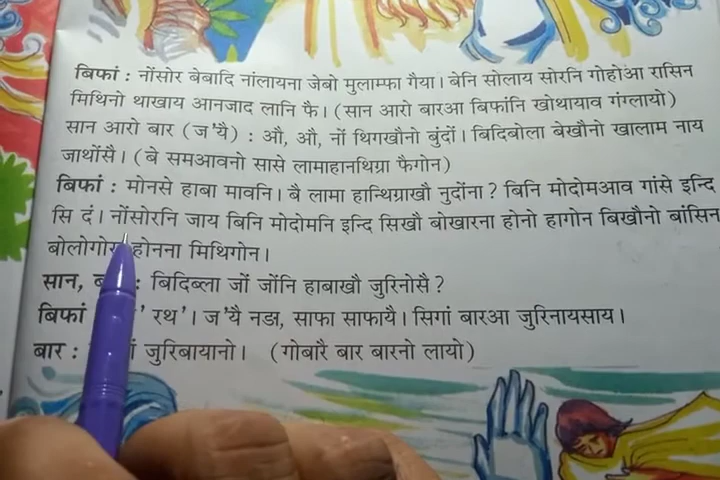 बिफां : नोंसोर बेबादि नांलायना जेबो मुलाम्फा गैया। बेनि सोलाय सोरनि गोहोआ रासिन
मिथिनो थाखाय आनजाद लानि फै। (सान आरो बारआ बिफांनि खोथायाव गंग्लायो)
सान आरो बार (ज'यै) : औ, औ, नों थिगखौनो बुंदों। बिदिबोला बेखौनो खालाम नाय
जाथोंसै। (बे समआवनो सासे लामाहानथिग्रा फैगोन)
बिफां : मोनसे हाबा मावनि। बै लामा हान्थिग्राखौ नुदोंना ? बिनि मोदोमआव गांसे इन्दि
सि दं। नोंसोरनि जाय बिनि मोदोमनि इन्दि सिखौ बोखारना होनो हागोन बिखौनो बांसिन
होनना मिथिगोन।
सान, : बिदिब्ला जों जोंनि हाबाखौ जुरिनोसै ?
बिफां रथ'। ज'यै नङा, साफा साफायै। सिगां बारआ जुरिनायसाय।
बार : जुरिबायानो। (गोबारै बार बारनो लायो)